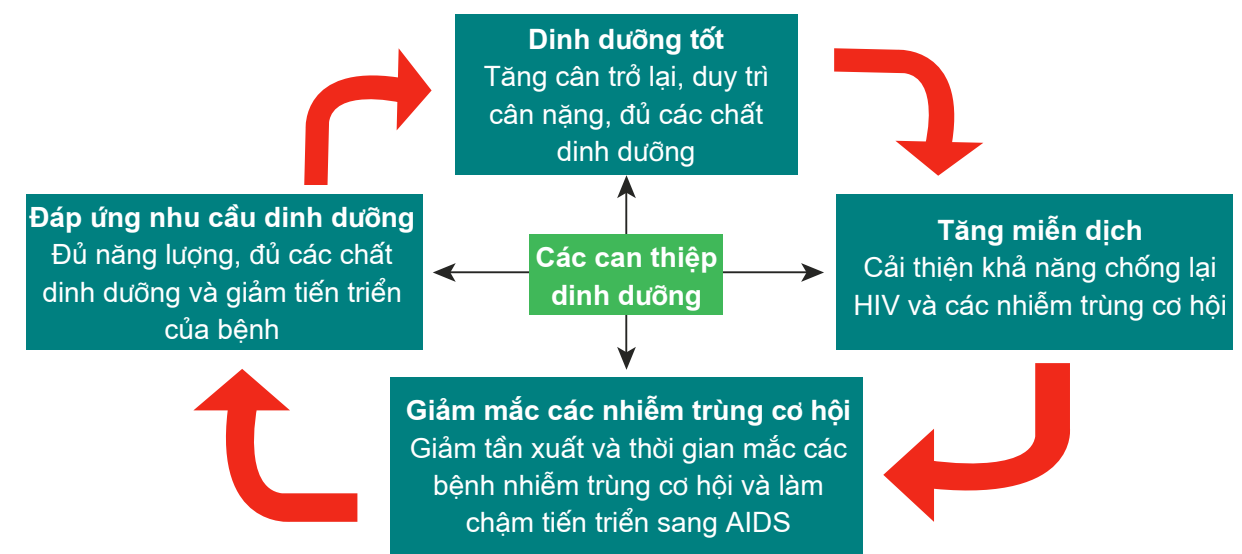 Dinh dưỡng tốt
Tăng cân trở lại, duy trì
cân nặng, đủ các chất
dinh dưỡng
Đáp ứng nhu cầu dinh dưỡng
Đủ năng lượng, đủ các chất
dinh dưỡng và giảm tiến triển
của bệnh
Các can thiệp
dinh dưỡng
Tăng miễn dịch
Cải thiện khả năng chống lại
HIV và các nhiễm trùng cơ hội
Giảm mắc các nhiễm trùng cơ hội
Giảm tần xuất và thời gian mắc các
bệnh nhiễm trùng cơ hội và làm
chậm tiến triển sang AIDS